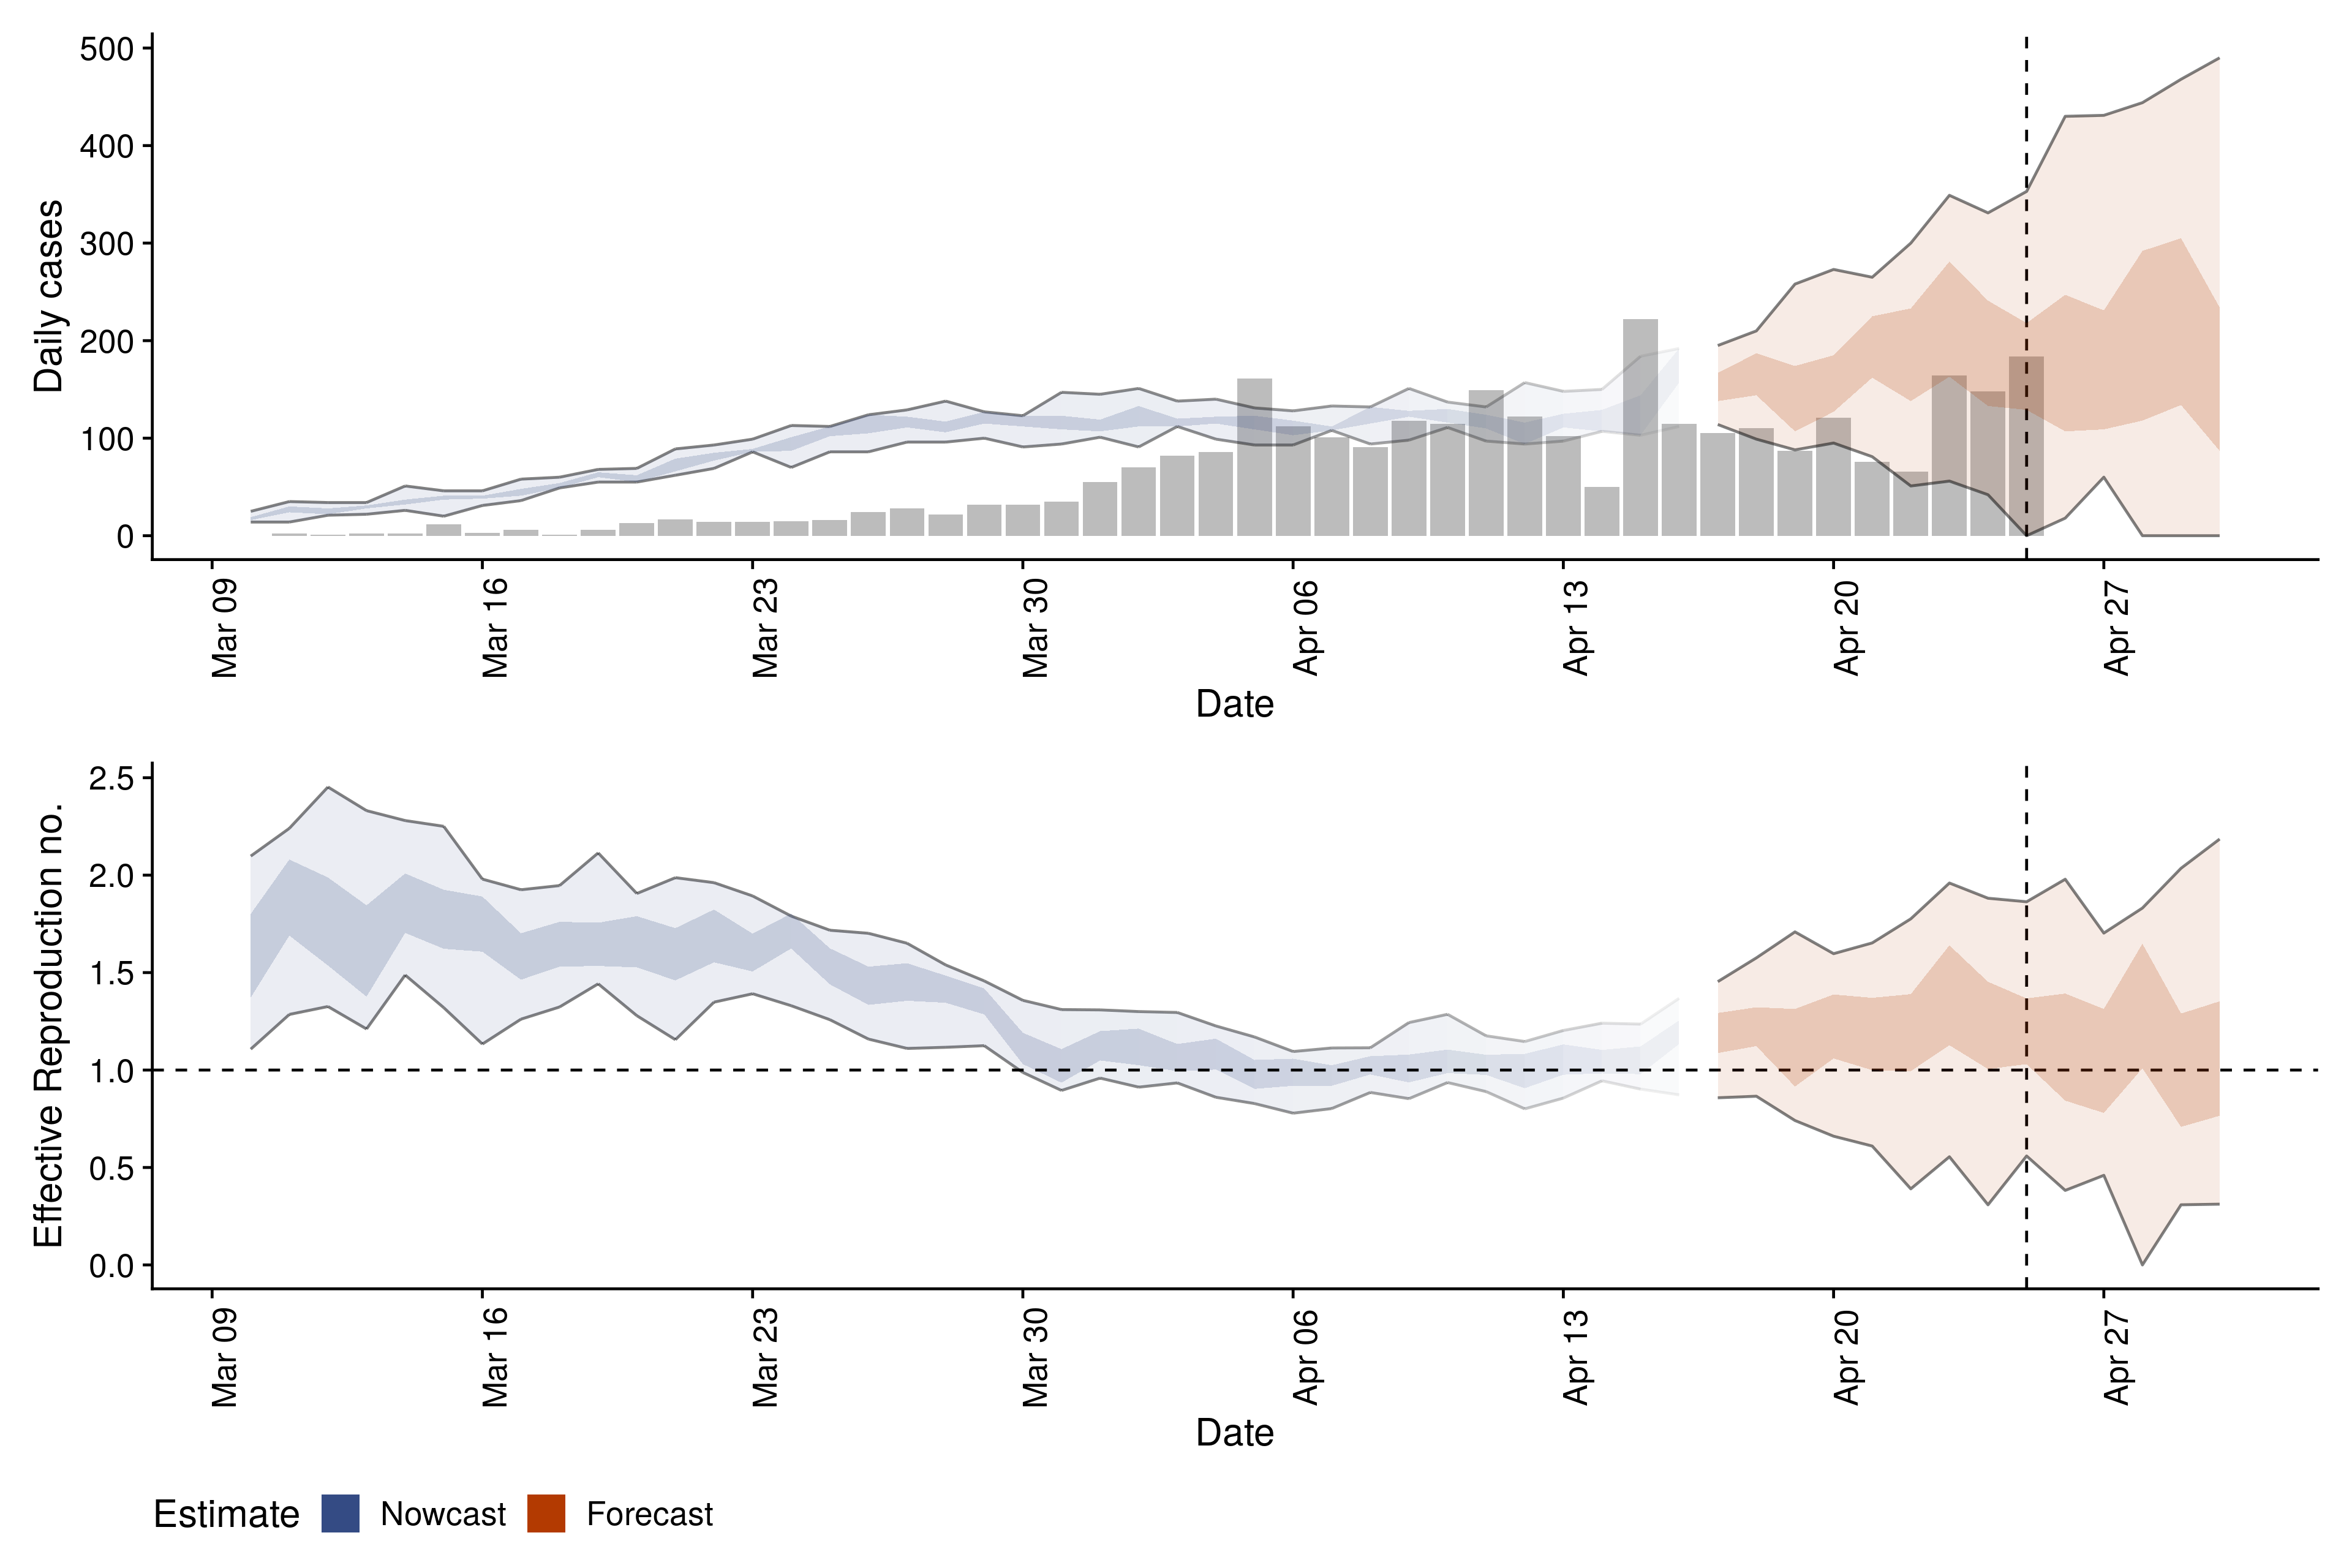 500
400
300
200
100
0
Daily cases
Mar 09
Mar 16
Mar 23
Mar 30
Apr 06
Apr 13
Apr 20
Apr 27
Date
2.5
2.0
1.5
1.0
0.5
0.0
Effective Reproduction no.
Mar 09
Mar 16
Mar 23
Mar 30
Apr 06
Apr 13
Apr 20
Apr 27
Date
Estimate Nowcast Forecast